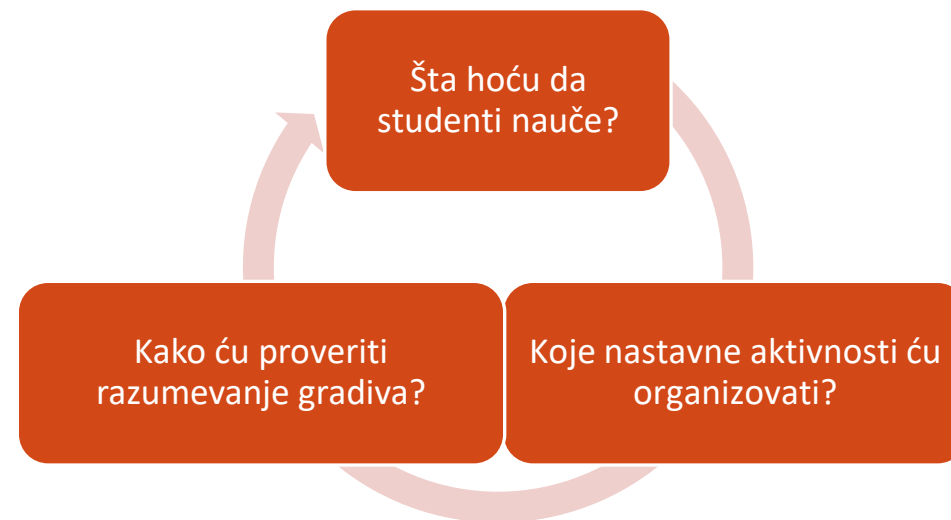 Šta hoću da
studenti nauče?
Kako ću proveriti
razumevanje gradiva?
Koje nastavne aktivnosti ću
organizovati?